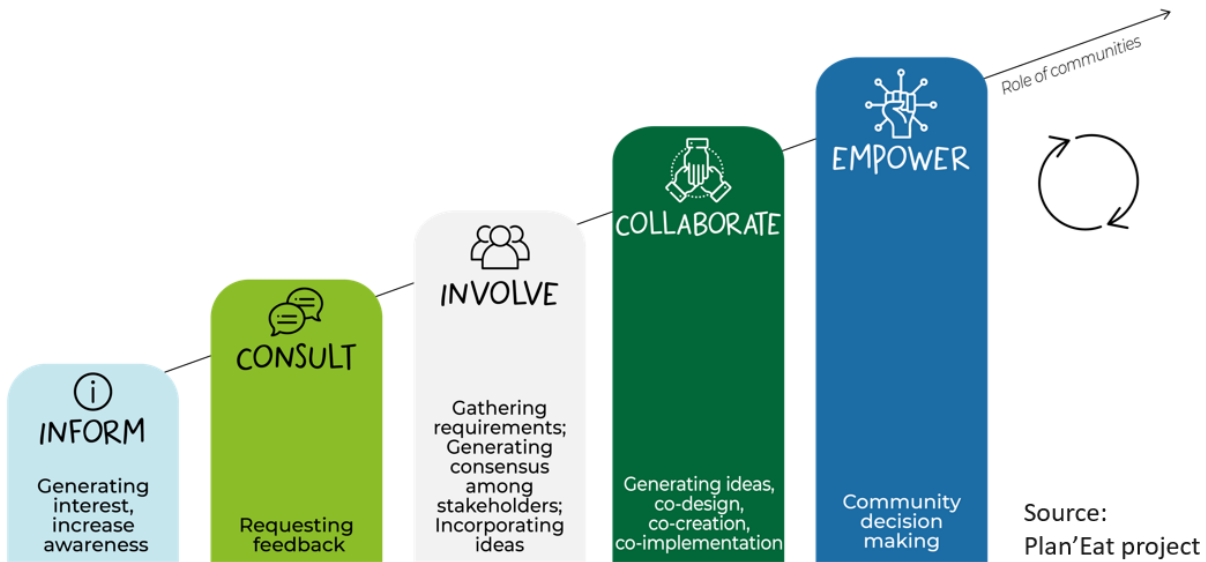 INFORM
Generating
interest,
increase
awareness
CONSULT
Requesting
feedback
INVOLVE
Gathering
requirements;
Generating
consensus
among
stakeholders;
Incorporating
ideas
COLLABORATE
Generating ideas,
co-design,
co-creation,
co-implementation
EMPOWER
Community
decision
making
Role of communities
Source:
Plan'Eat project